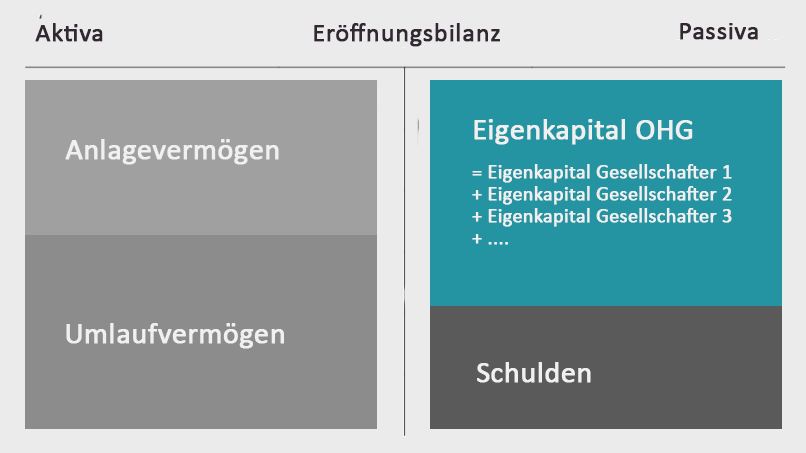 Aktiva Eröffnungsbilanz Passiva
Anlagevermögen
Umlaufvermögen
Eigenkapital OHG
= Eigenkapital Gesellschafter 1
+ Eigenkapital Gesellschafter 2
+ Eigenkapital Gesellschafter 3
+ ....
Schulden